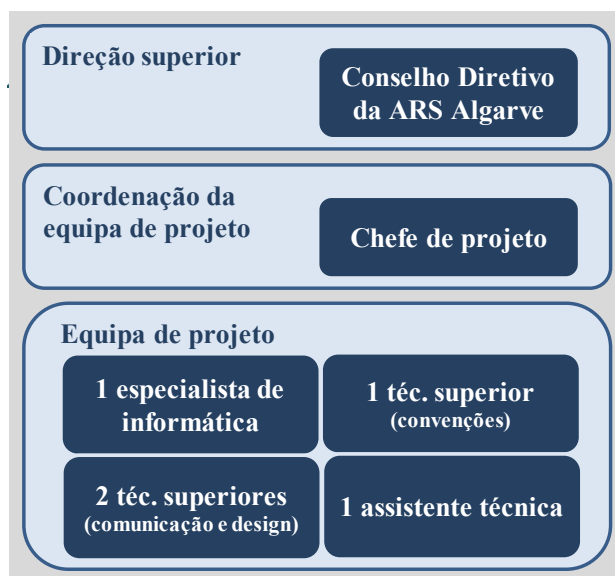 Direção superior
Conselho Diretivo
da ARS Algarve
Coordenação da
equipa de projeto
Chefe de projeto
Equipa de projeto
1 especialista de
informática
1 téc. superior
(convenções)
2 téc. superiores
(comunicação e design)
1 assistente técnica